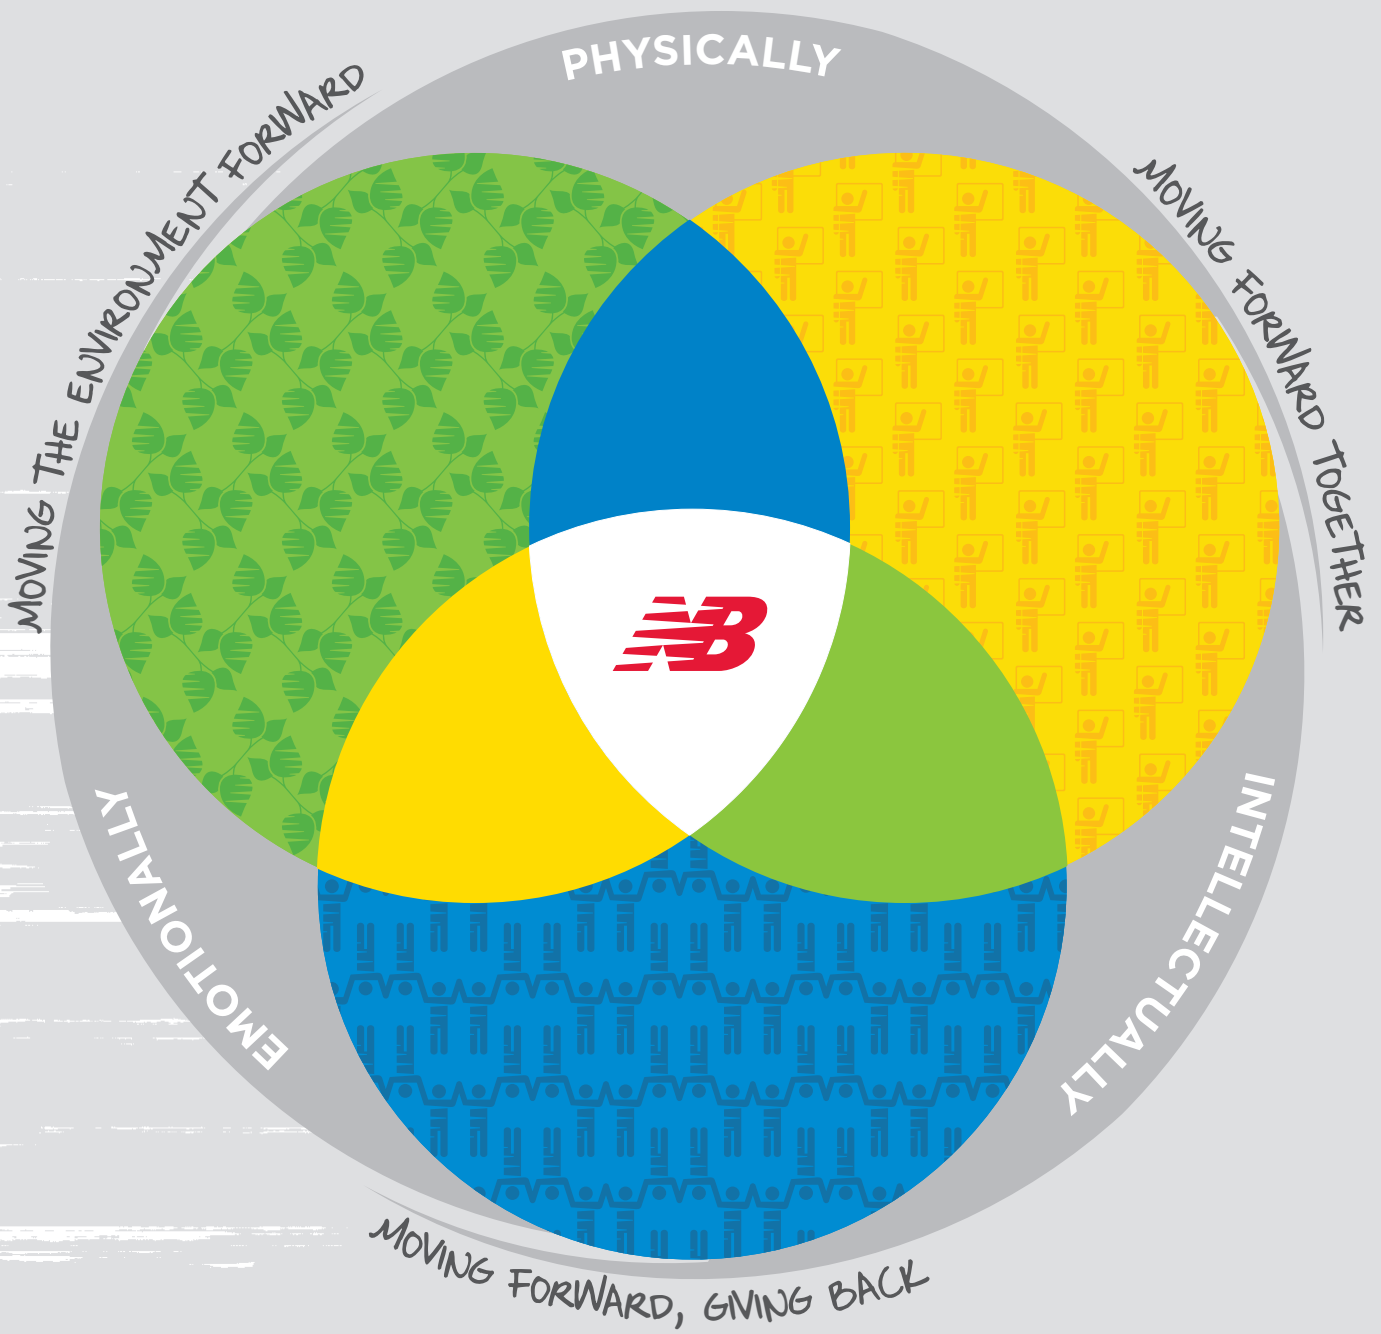 PHYSICALLY
MOVING THE ENVIRONMENT FORWARD
MOVING FORWARD TOGETHER
NB
EMOTIONALLY
INTELLECTUALLY
MOVING FORWARD, GIVING BACK